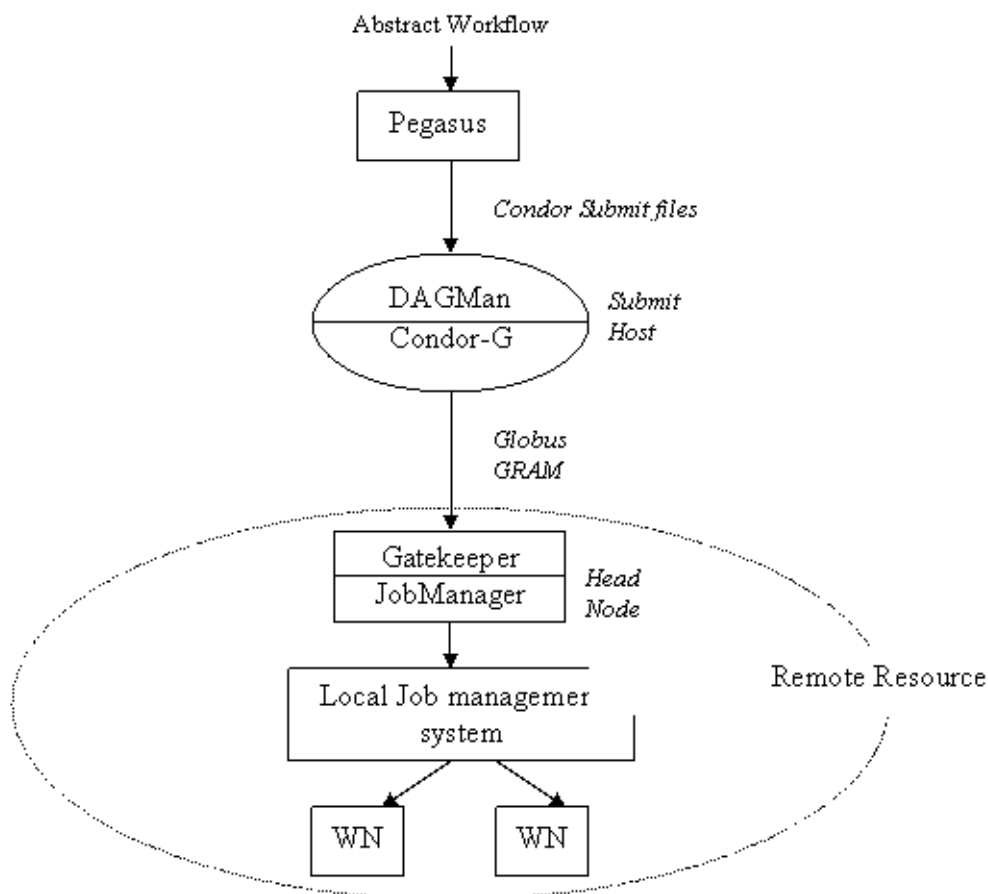 Abstract Workflow
Pegasus
Condor Submit files
DAGMan
Condor-G
Submit
Host
Globus
GRAM
Gatekeeper
JobManager
Head
Node
Remote Resource
Local Job managemer
system
WN
WN